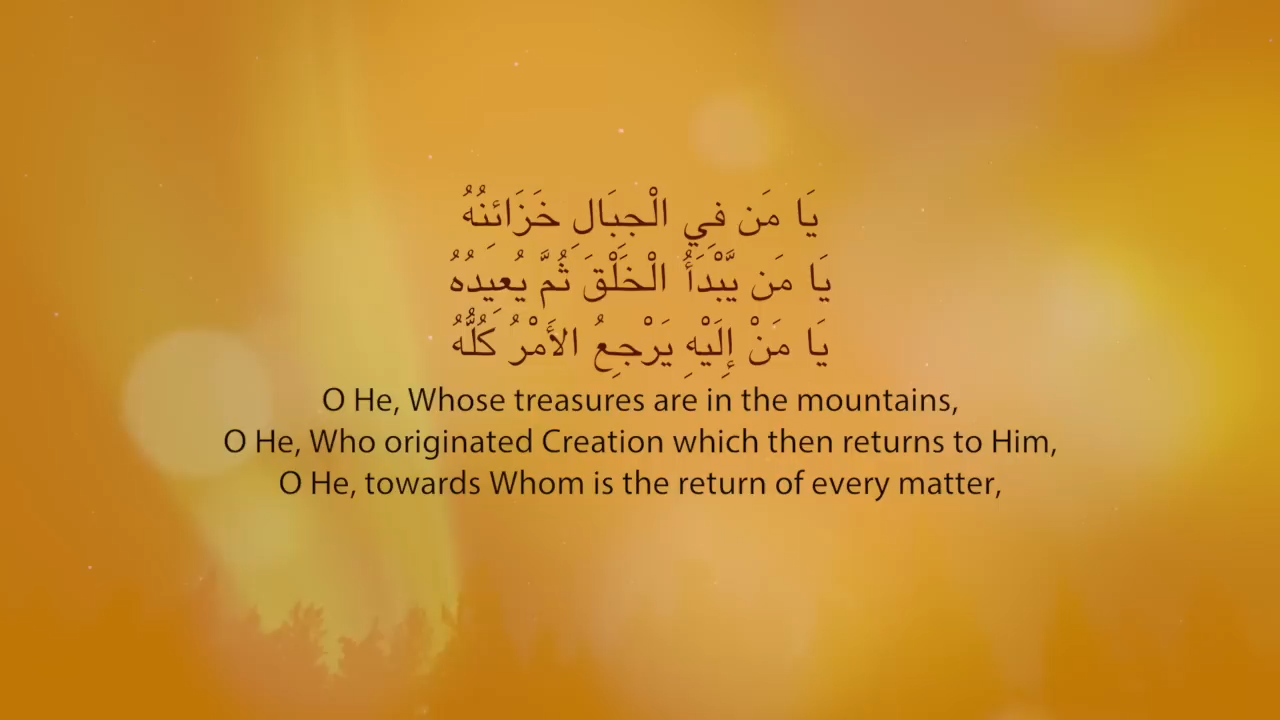 يَا مَن فِي الْجِبَالِ خَزَائِنُهُ
يَا مَن يَّبْدَأُ الْخَلْقَ ثُمَّ يُعِيدُهُ
يَا مَنْ إِلَيْهِ يَرْجِعُ الأَمْرُ كُلُّهُ
O He, Whose treasures are in the mountains,
O He, Who originated Creation which then returns to Him,
O He, towards Whom is the return of every matter,